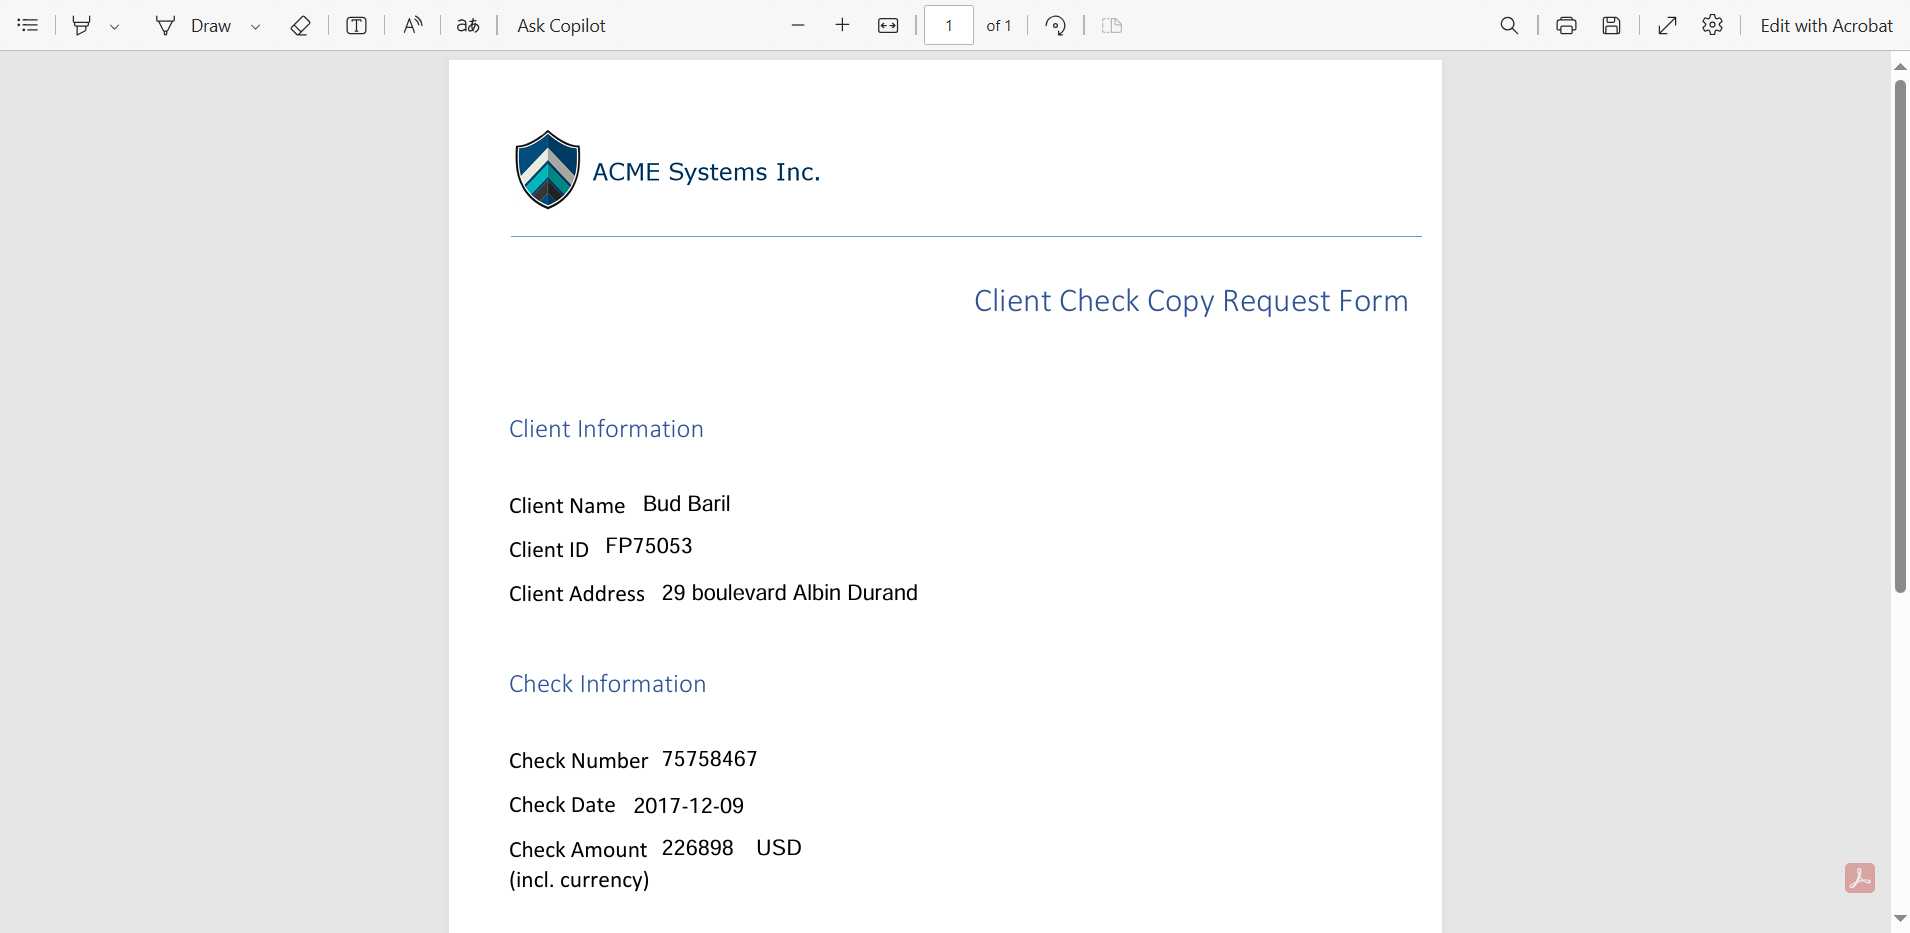 Draw aあ Ask Copilot 1 of 1 Edit with Acrobat
ACME Systems Inc.
Client Check Copy Request Form
Client Information
Client Name Bud Baril
Client ID FP75053
Client Address 29 boulevard Albin Durand
Check Information
Check Number 75758467
Check Date 2017-12-09
Check Amount 226898 USD
(incl. currency)